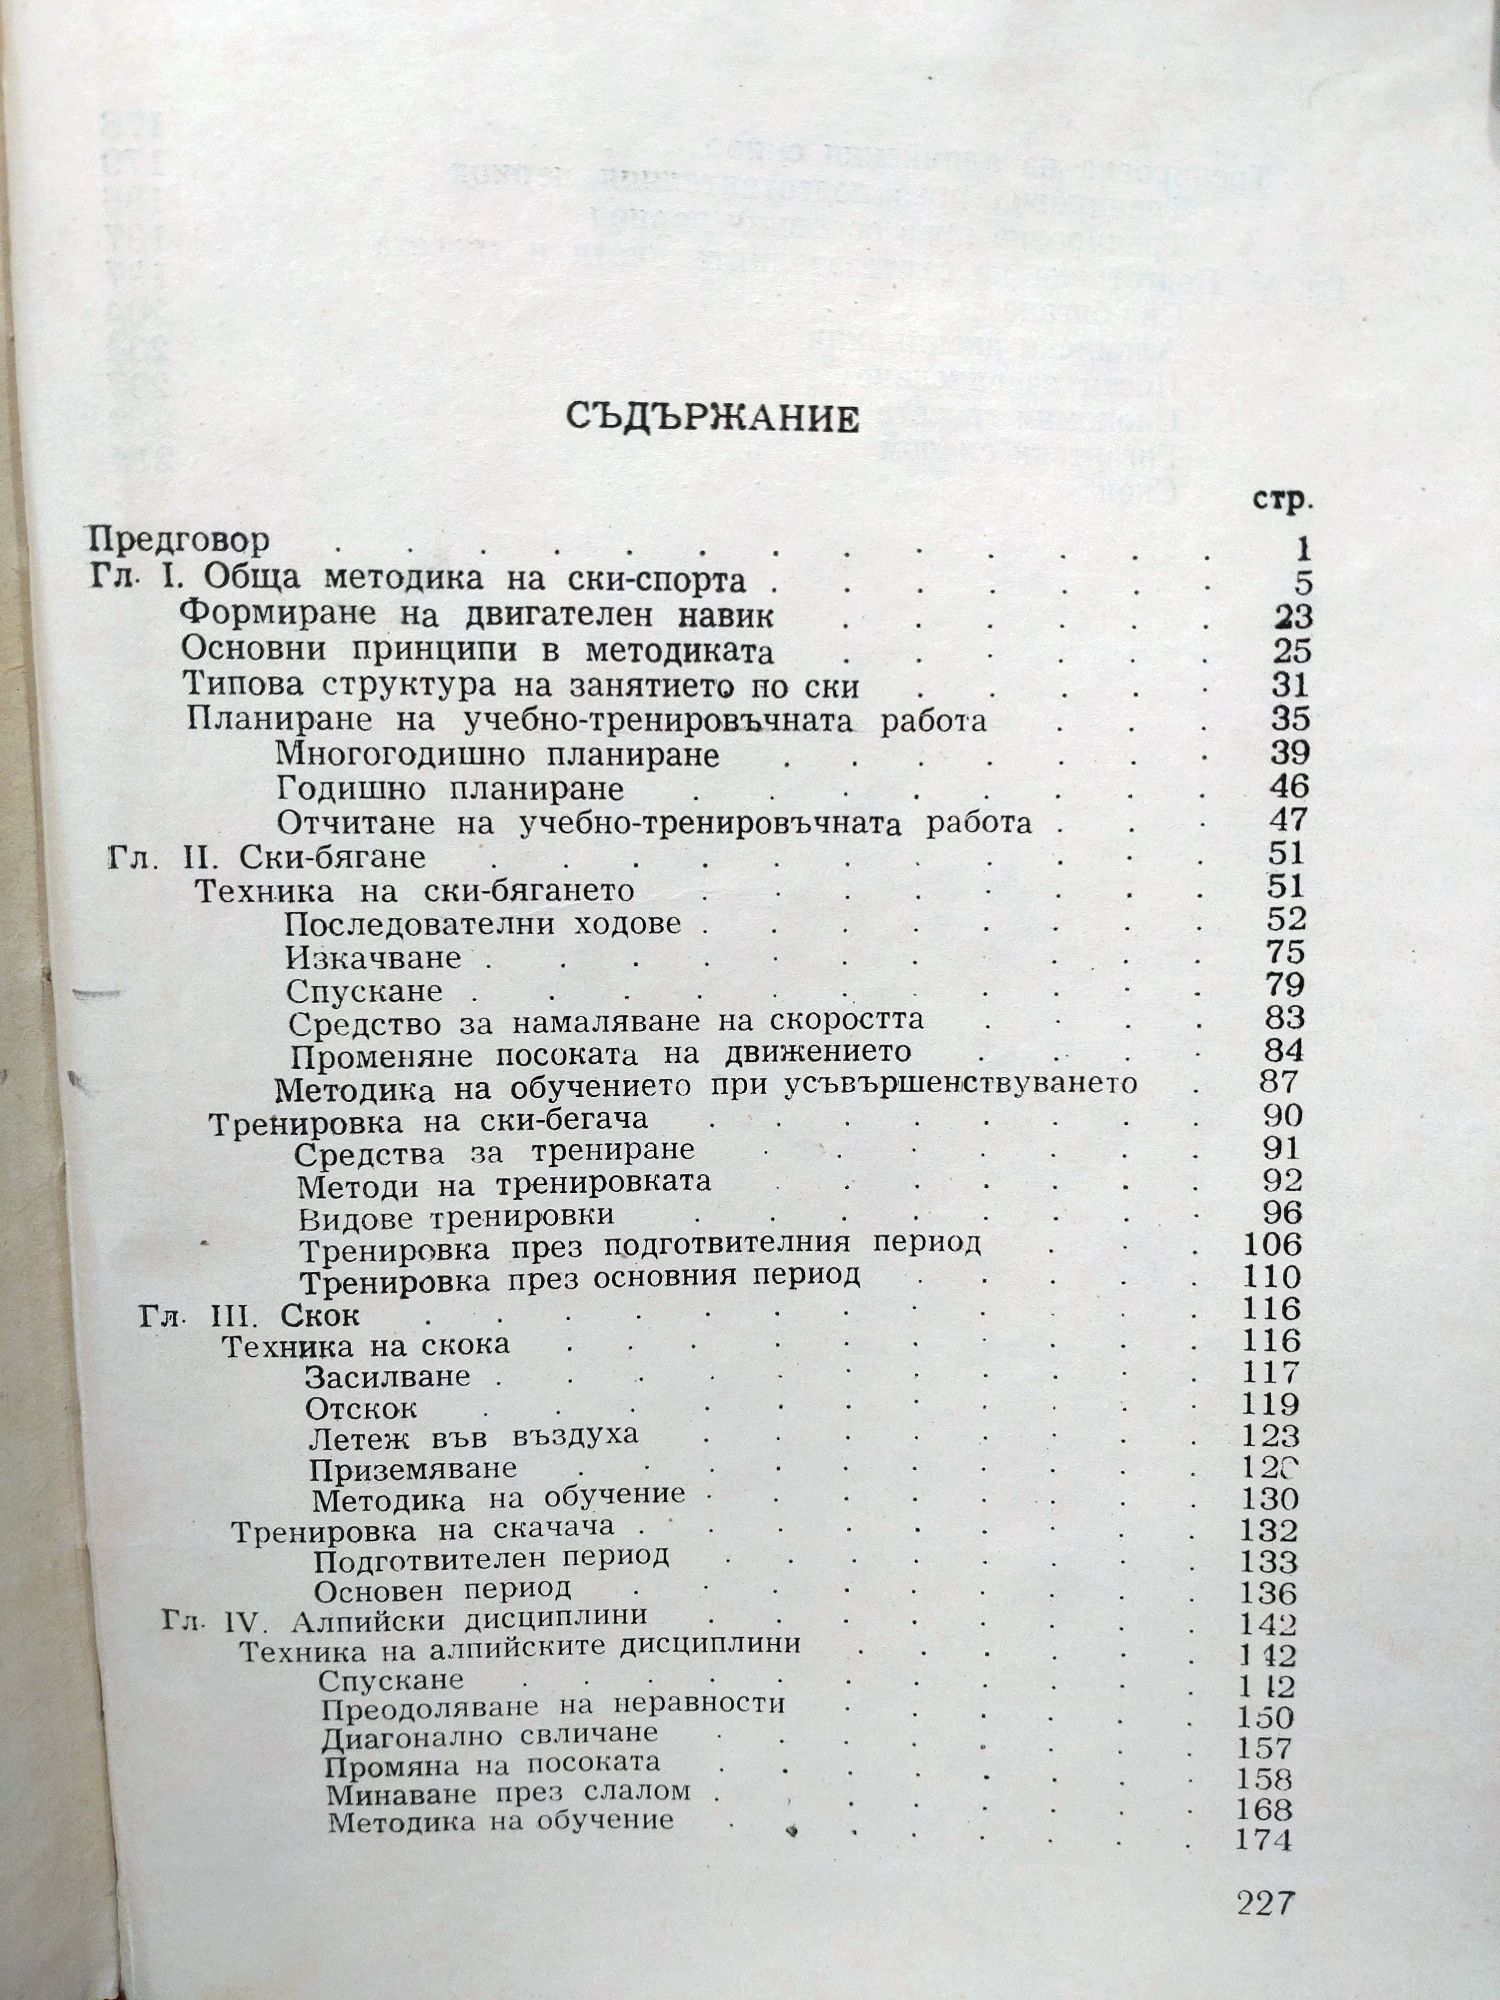 СЪДЪРЖАНИЕ
стр.
Предговор . . . . . . . . . . . . . 1
Гл. I. Обща методика на ски-спорта . . . . . . . 5
Формиране на двигателен навик . . . . . . 23
Основни принципи в методиката . . . . . . 25
Типова структура на занятието по ски . . . . . 31
Планиране на учебно-тренировъчната работа . . . 35
Многогодишно планиране . . . . . . . 39
Годишно планиране . . . . . . . . 46
Отчитане на учебно-тренировъчната работа . . . 47
Гл. II. Ски-бягане . . . . . . . . . . . 51
Техника на ски-бягането . . . . . . . . 51
Последователни ходове . . . . . . . . 52
Изкачване . . . . . . . . . . . 75
Спускане . . . . . . . . . . . 79
Средство за намаляване на скоростта . . . . 83
Променяне посоката на движението . . . . 84
Методика на обучението при усъвършенствуването . 87
Тренировка на ски-бегача . . . . . . . . 90
Средства за трениране . . . . . . . 91
Методи на тренировката . . . . . . . 92
Видове тренировки . . . . . . . . 96
Тренировка през подготвителния период . . . 106
Тренировка през основния период . . . . . 110
Гл. III. Скок . . . . . . . . . . . . 116
Техника на скока . . . . . . . . . . 116
Засилване . . . . . . . . . . . 117
Отскок . . . . . . . . . . . 119
Летеж във въздуха . . . . . . . . 123
Приземяване . . . . . . . . . .
Методика на обучение . . . . . . . . 130
Тренировка на скачача . . . . . . . . . 132
Подготвителен период . . . . . . . 133
Основен период . . . . . . . . . 136
Гл. IV. Алпийски дисциплини . . . . . . . . 142
Техника на алпийските дисциплини . . . . . . 142
Спускане . . . . . . . . . . . 142
Преодоляване на неравности . . . . . . 150
Диагонално свличане . . . . . . . . 157
Промяна на посоката . . . . . . . . 158
Минаване през слалом . . . . . . . . 168
Методика на обучение . . . . . . . . 174
227